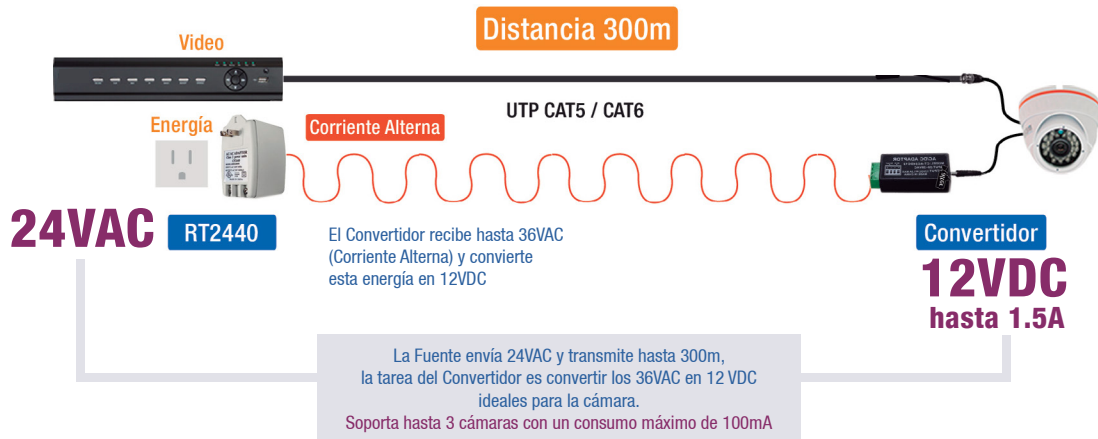 Distancia 300m
Video
UTP CAT5 / CAT6
Energía
Corriente Alterna
24VAC
RT2440
El Convertidor recibe hasta 36VAC
(Corriente Alterna) y convierte
esta energía en 12VDC
Convertidor
12VDC
hasta 1.5A
La Fuente envía 24VAC y transmite hasta 300m,
la tarea del Convertidor es convertir los 36VAC en 12 VDC
ideales para la cámara.
Soporta hasta 3 cámaras con un consumo máximo de 100mA
AC/DC ADAPTOR